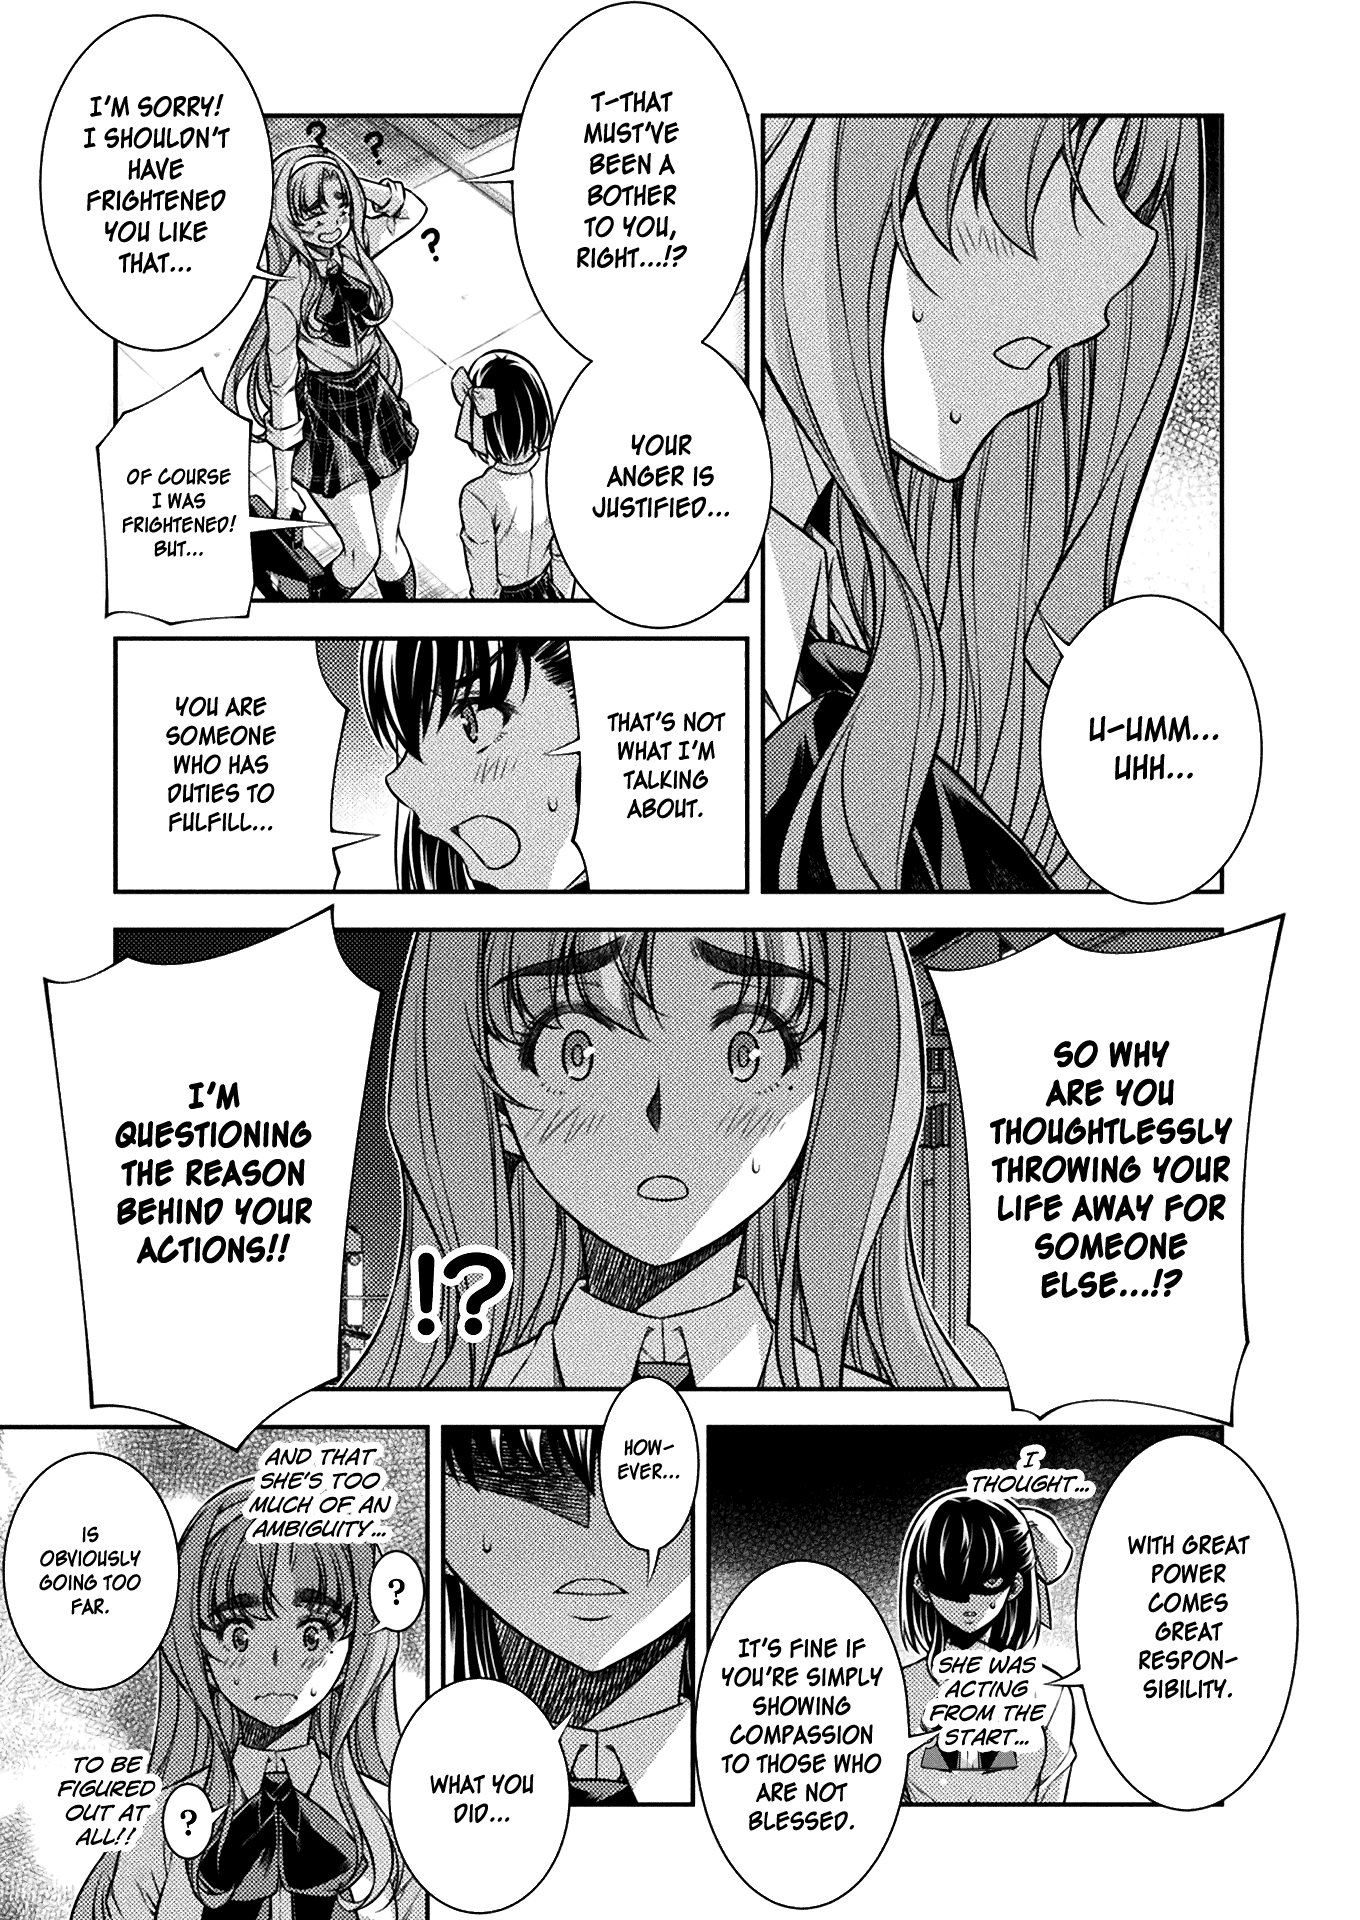 U-UMM...
UHH...
T-THAT
MUST'VE
BEEN A
BOTHER
TO YOU,
RIGHT...!?
YOUR
ANGER IS
JUSTIFIED...
?
?
?
I'M SORRY!
I SHOULDN'T
HAVE
FRIGHTENED
YOU LIKE
THAT...
OF COURSE
I WAS
FRIGHTENED!
BUT...
THAT'S NOT
WHAT I'M
TALKING
ABOUT.
YOU ARE
SOMEONE
WHO HAS
DUTIES TO
FULFILL...
SO WHY
ARE YOU
THOUGHTLESSLY
THROWING YOUR
LIFE AWAY FOR
SOMEONE
ELSE...!?
!?
I'M
QUESTIONING
THE REASON
BEHIND YOUR
ACTIONS!!
WITH GREAT
POWER
COMES
GREAT
RESPON-
SIBILITY.
I
THOUGHT...
SHE WAS
ACTING
FROM THE
START...
IT'S FINE IF
YOU'RE SIMPLY
SHOWING
COMPASSION
TO THOSE WHO
ARE NOT
BLESSED.
HOW-
EVER...
WHAT YOU
DID...
AND THAT
SHE'S TOO
MUCH OF AN
AMBIGUITY...
?
IS
OBVIOUSLY
GOING TOO
FAR.
TO BE
FIGURED
OUT AT
ALL!!
?